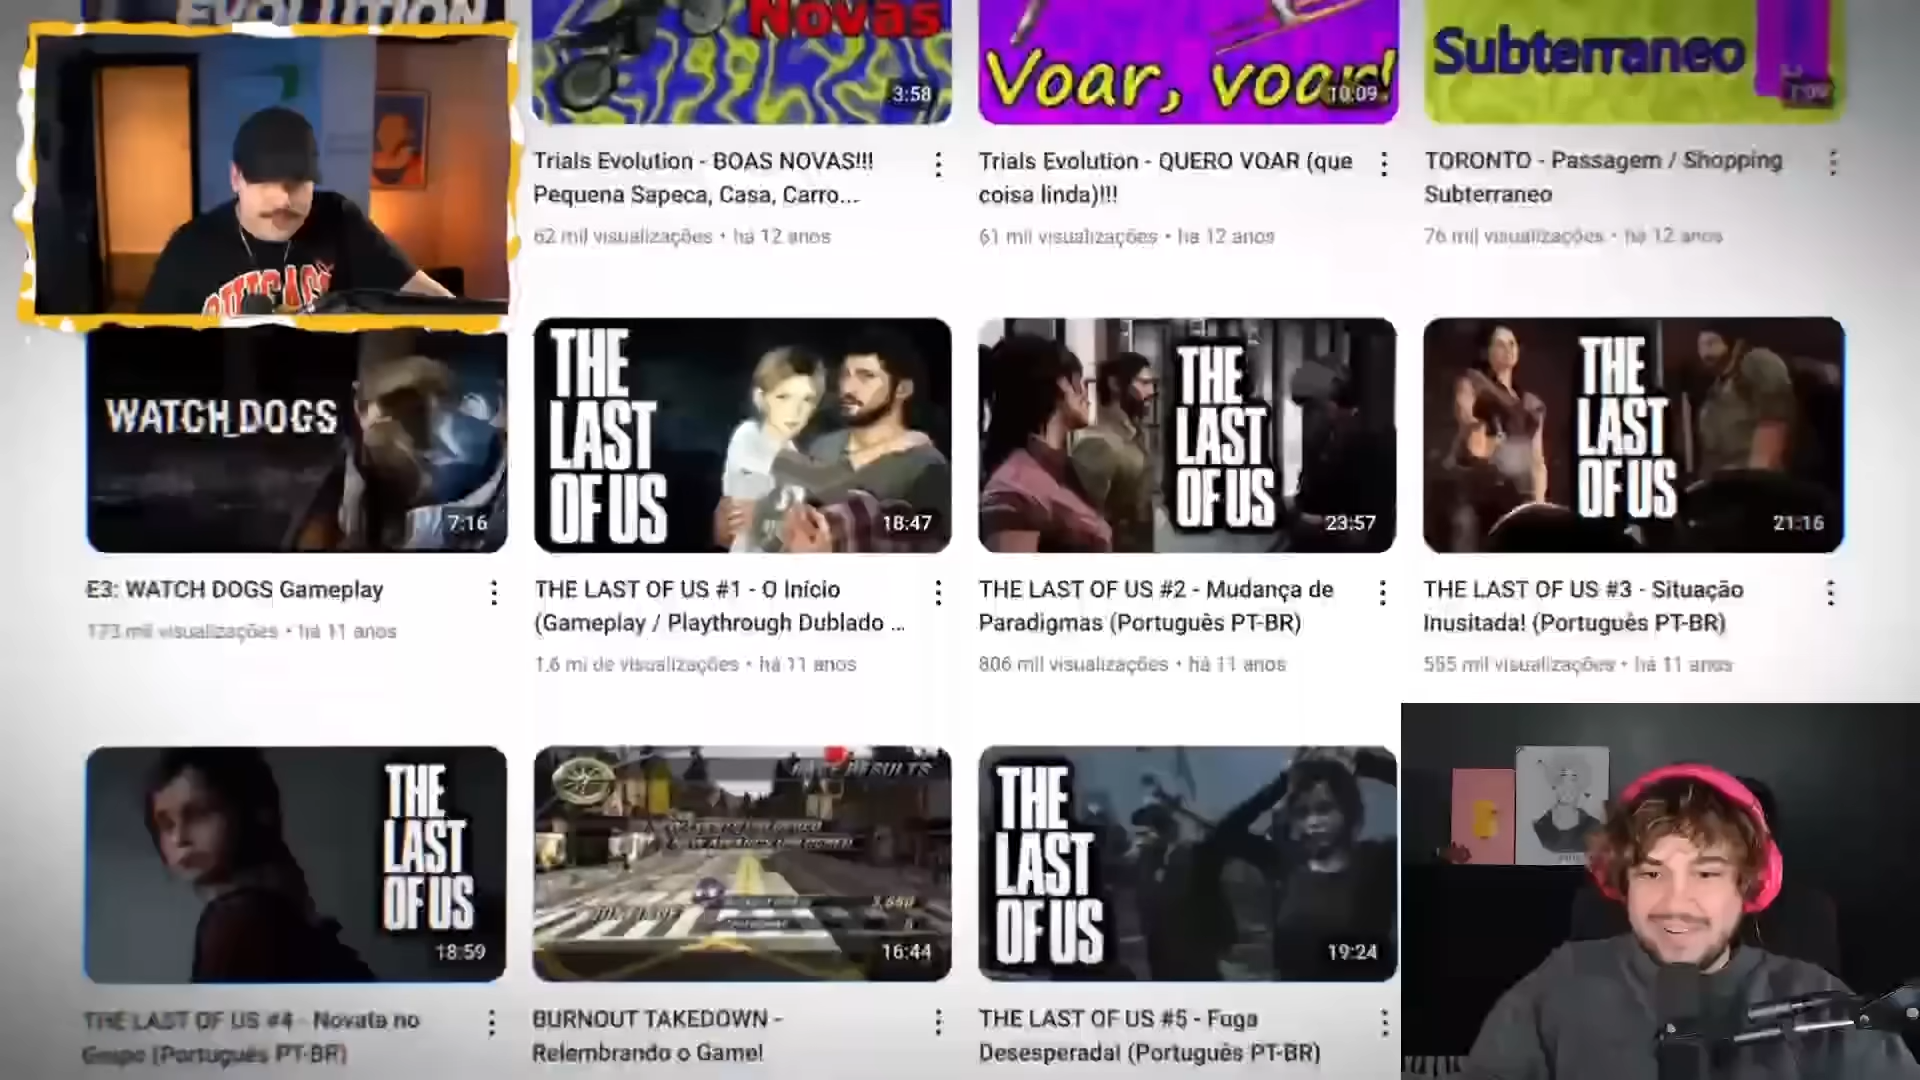 EVOLUTION
Novas
3:58
Voar, voar!
10:09
Subterraneo
7:09
Trials Evolution - BOAS NOVAS!!!
Pequena Sapeca, Casa, Carro...
62 mil visualizações • há 12 anos
Trials Evolution - QUERO VOAR (que
coisa linda)!!!
61 mil visualizações • há 12 anos
TORONTO - Passagem / Shopping
Subterraneo
76 mil visualizações • há 12 anos
WATCH_DOGS
7:16
THE
LAST
OF US
18:47
THE
LAST
OF US
23:57
THE
LAST
OF US
21:16
E3: WATCH DOGS Gameplay
173 mil visualizações • há 11 anos
THE LAST OF US #1 - O Início
(Gameplay / Playthrough Dublado ...
1,6 mi de visualizações • há 11 anos
THE LAST OF US #2 - Mudança de
Paradigmas (Português PT-BR)
806 mil visualizações • há 11 anos
THE LAST OF US #3 - Situação
Inusitada! (Português PT-BR)
555 mil visualizações • há 11 anos
THE
LAST
OF US
18:59
RACE RESULTS
16:44
THE
LAST
OF US
19:24
THE LAST OF US #4 - Novata no
Grupo (Português PT-BR)
BURNOUT TAKEDOWN -
Relembrando o Game!
THE LAST OF US #5 - Fuga
Desesperada! (Português PT-BR)